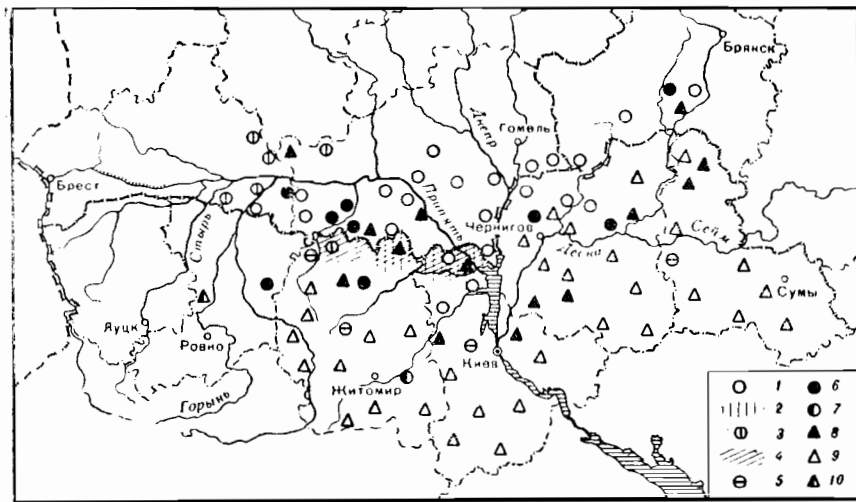 Брянск
Днепр
Гомель
Брест
Припять
Стырь
Чернигов
Десна
Сейм
Сумы
Луцк
Ровно
Киев
Житомир
Горынь
1 6
2 7
3 8
4 9
5 10